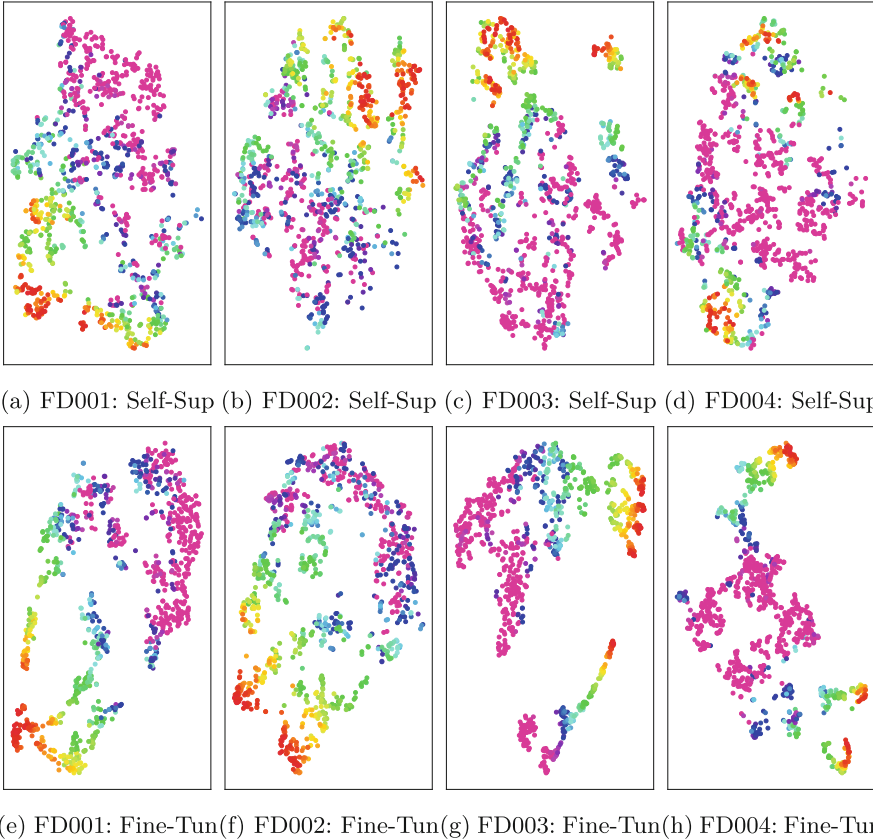 (a) FD001: Self-Sup (b) FD002: Self-Sup (c) FD003: Self-Sup (d) FD004: Self-Sup
(e) FD001: Fine-Tun(f) FD002: Fine-Tun(g) FD003: Fine-Tun(h) FD004: Fine-Tun